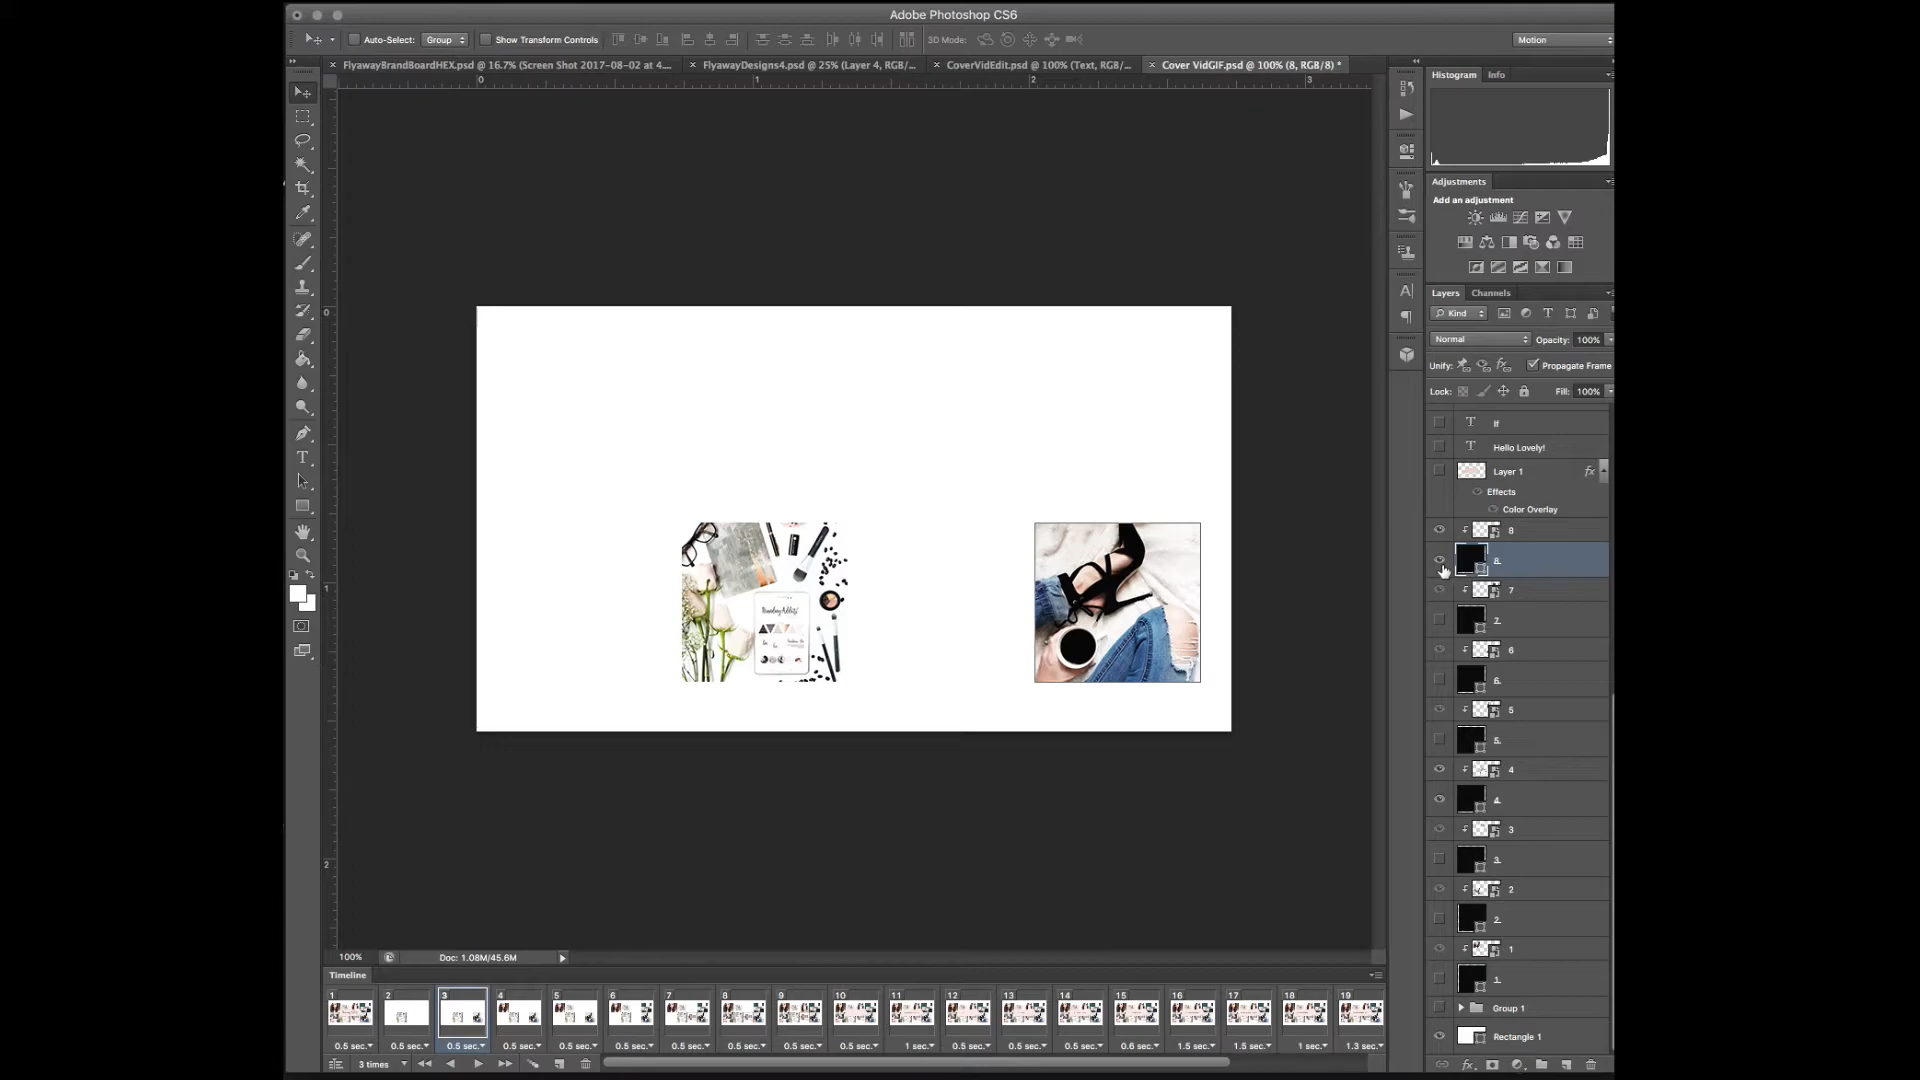 Adobe Photoshop CS6
Auto-Select: Group Show Transform Controls 3D Mode: Motion
FlyawayBrandBoardHEX.psd @ 16.7% (Screen Shot 2017-08-02 at 4... FlyawayDesigns4.psd @ 25% (Layer 4, RGB/... CoverVidEdit.psd @ 100% (Text, RGB/... Cover VidGIF.psd @ 100% (8, RGB/8) *
Histogram Info
0 1 2 3
Adjustments
Add an adjustment
Layers Channels
Kind
Normal Opacity: 100%
Unify: Propagate Frame
Lock: Fill: 100%
If
Hello Lovely!
Layer 1 fx
Effects
Color Overlay
8
8
7
7
6
6
5
5
4
4
3
3
2
2
1
1
Group 1
Rectangle 1
0
1
2
Branding Addicts
100% Doc: 1.08M/45.6M
Timeline
1 2 3 4 5 6 7 8 9 10 11 12 13 14 15 16 17 18 19
0.5 sec. 0.5 sec. 0.5 sec. 0.5 sec. 0.5 sec. 0.5 sec. 0.5 sec. 0.5 sec. 0.5 sec. 0.5 sec. 1 sec. 0.5 sec. 0.5 sec. 0.5 sec. 0.6 sec. 1.5 sec. 1.5 sec. 1 sec. 1.3 sec.
3 times